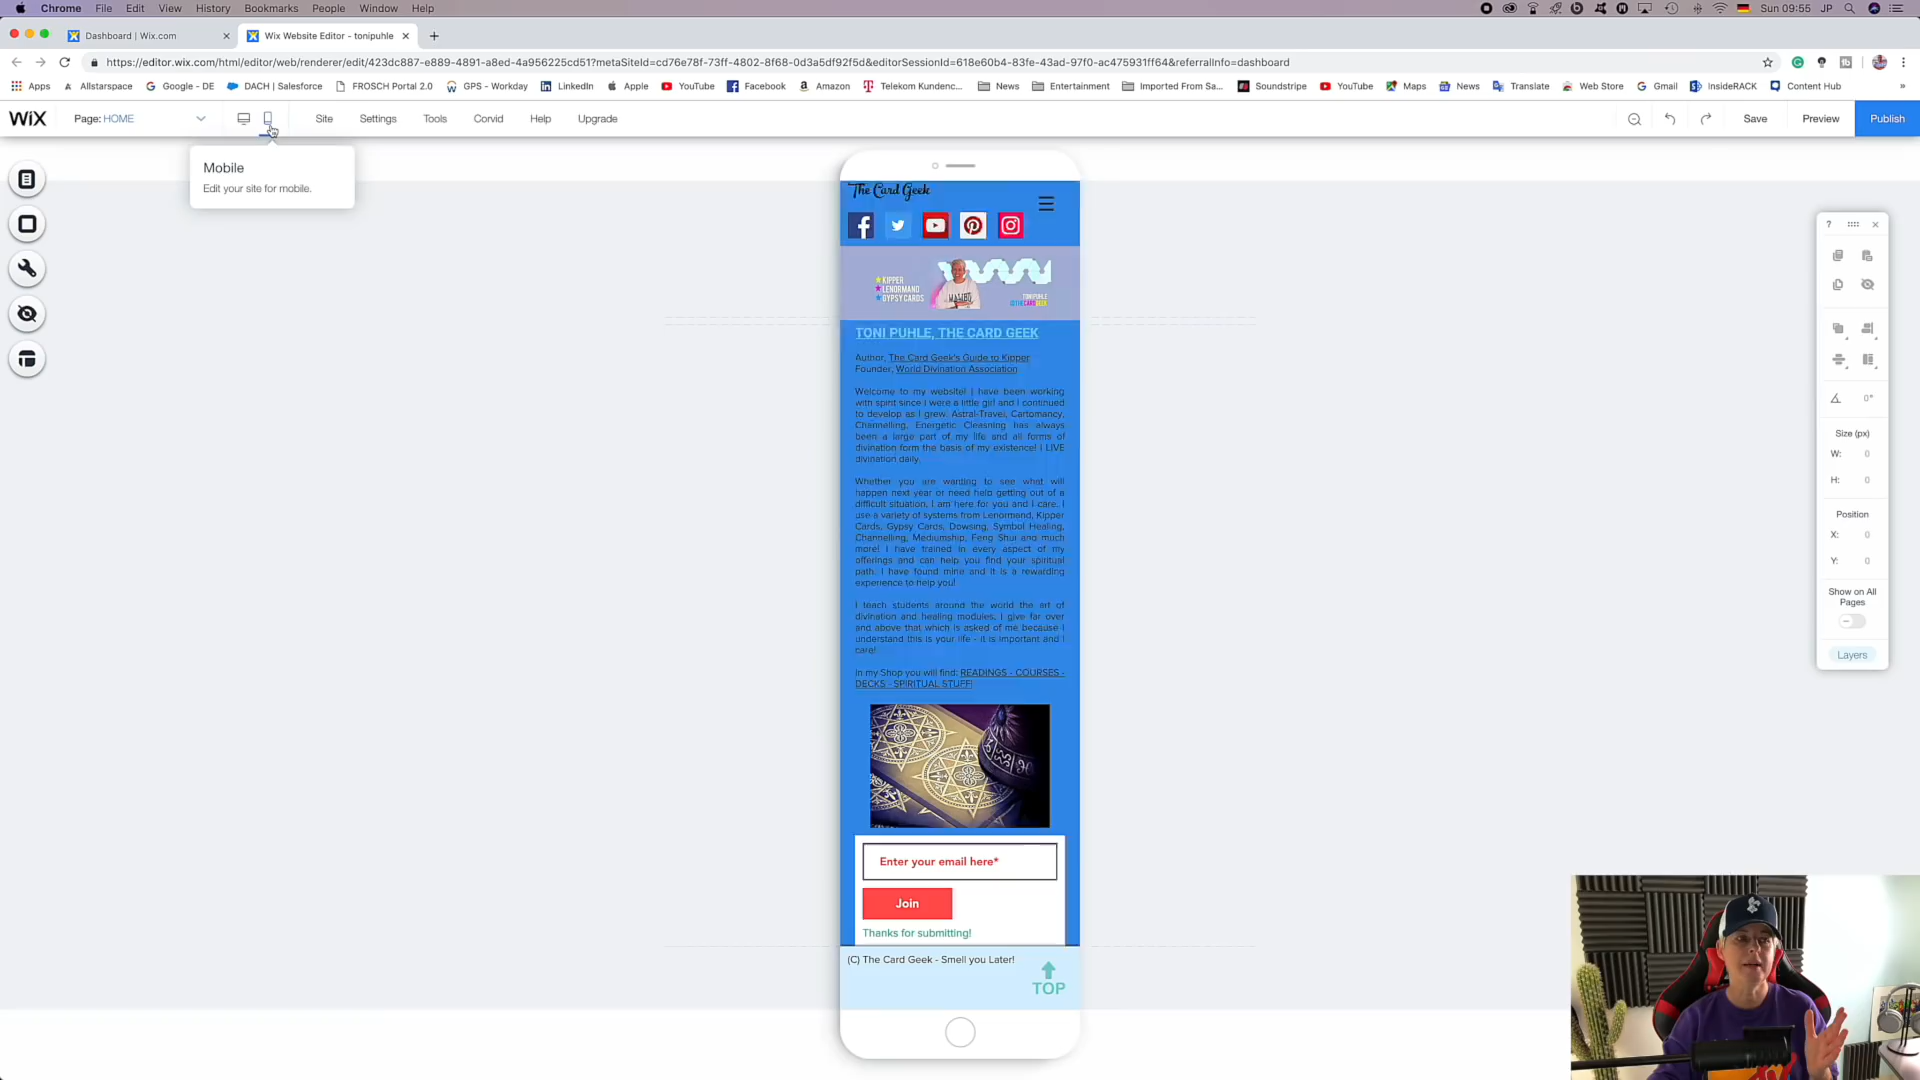 Chrome File Edit View History Bookmarks People Window Help
Sun 09:55 JP
Dashboard | Wix.com
Wix Website Editor - tonipuhle
https://editor.wix.com/html/editor/web/renderer/edit/423dc887-e889-4891-a8ed-4a956225cd51?metaSiteId=cd76e78f-73ff-4802-8f68-0d3a5df92f5d&editorSessionId=618e60b4-83fe-43ad-97f0-ac475931ff64&referralInfo=dashboard
Apps Allstarspace Google - DE DACH | Salesforce FROSCH Portal 2.0 GPS - Workday LinkedIn Apple YouTube Facebook Amazon Telekom Kundenc... News Entertainment Imported From Sa... Soundstripe YouTube Maps News Translate Web Store Gmail InsideRACK Content Hub »
WiX Page: HOME Site Settings Tools Corvid Help Upgrade Save Preview Publish
Mobile
Edit your site for mobile.
The Card Geek
KIPPER
LENORMAND
GYPSY CARDS
MAMBO
TONIPUHLE
@THECARDGEEK
TONI PUHLE, THE CARD GEEK
Author, The Card Geek's Guide to Kipper
Founder, World Divination Association
Welcome to my website! I have been working
with spirit since I were a little girl and I continued
to develop as I grew. Astral-Travel, Cartomancy,
Channelling, Energetic Cleasning has always
been a large part of my life and all forms of
divination form the basis of my existence! I LIVE
divination daily.
Whether you are wanting to see what will
happen next year or need help getting out of a
difficult situation, I am here for you and I care. I
use a variety of systems from Lenormand, Kipper
Cards, Gypsy Cards, Dowsing, Symbol Healing,
Channelling, Mediumship, Feng Shui and much
more! I have trained in every aspect of my
offerings and can help you find your spiritual
path. I have found mine and it is a rewarding
experience to help you!
I teach students around the world the art of
divination and healing modules. I give far over
and above that which is asked of me because I
understand this is your life - it is important and I
care!
In my Shop you will find: READINGS - COURSES -
DECKS - SPIRITUAL STUFF!
Enter your email here*
Join
Thanks for submitting!
(C) The Card Geek - Smell you Later!
TOP
?
0°
Size (px)
W: 0
H: 0
Position
X: 0
Y: 0
Show on All
Pages
Layers